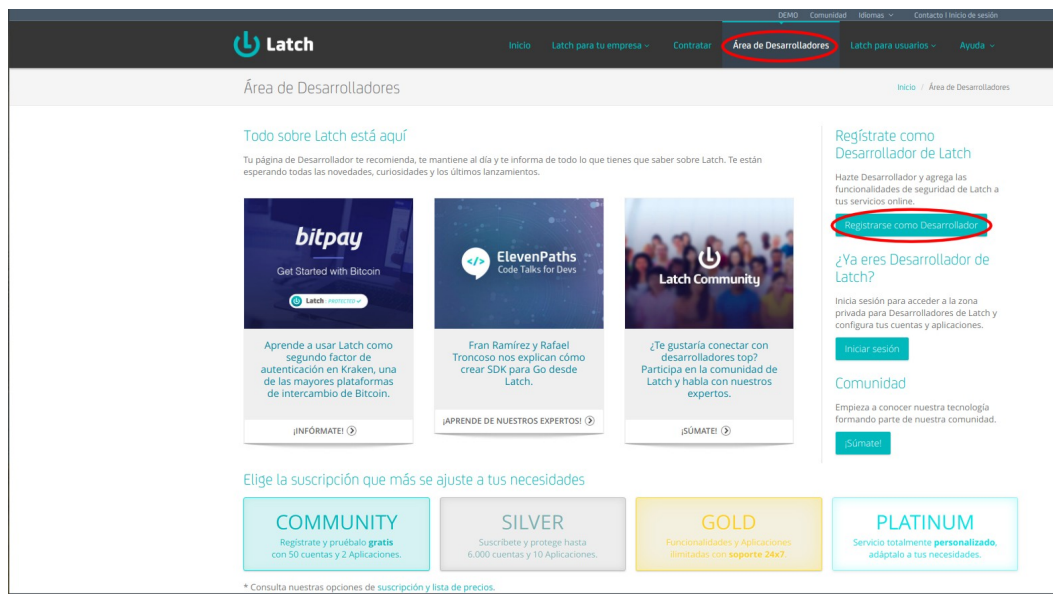 DEMO Comunidad Idiomas Contacto | Inicio de sesión
Latch Inicio Latch para tu empresa Contratar Área de Desarrolladores Latch para usuarios Ayuda
Área de Desarrolladores Inicio / Área de Desarrolladores
Todo sobre Latch está aquí
Tu página de Desarrollador te recomienda, te mantiene al día y te informa de todo lo que tienes que saber sobre Latch. Te están
esperando todas las novedades, curiosidades y los últimos lanzamientos.
bitpay
Get Started with Bitcoin
Latch PROTECTED
Aprende a usar Latch como
segundo factor de
autenticación en Kraken, una
de las mayores plataformas
de intercambio de Bitcoin.
¡INFÓRMATE!
ElevenPaths
Code Talks for Devs
Fran Ramírez y Rafael
Troncoso nos explican cómo
crear SDK para Go desde
Latch.
¡APRENDE DE NUESTROS EXPERTOS!
Latch Community
¿Te gustaría conectar con
desarrolladores top?
Participa en la comunidad de
Latch y habla con nuestros
expertos.
¡SÚMATE!
Regístrate como
Desarrollador de Latch
Hazte Desarrollador y agrega las
funcionalidades de seguridad de Latch a
tus servicios online.
Registrarse como Desarrollador
¿Ya eres Desarrollador de
Latch?
Inicia sesión para acceder a la zona
privada para Desarrolladores de Latch y
configura tus cuentas y aplicaciones.
Iniciar sesión
Comunidad
Empieza a conocer nuestra tecnología
formando parte de nuestra comunidad.
¡Súmate!
Elige la suscripción que más se ajuste a tus necesidades
COMMUNITY
Regístrate y pruébalo gratis
con 50 cuentas y 2 Aplicaciones.
SILVER
Suscríbete y protege hasta
6.000 cuentas y 10 Aplicaciones.
GOLD
Funcionalidades y Aplicaciones
ilimitadas con soporte 24x7.
PLATINUM
Servicio totalmente personalizado,
adáptalo a tus necesidades.
* Consulta nuestras opciones de suscripción y lista de precios.